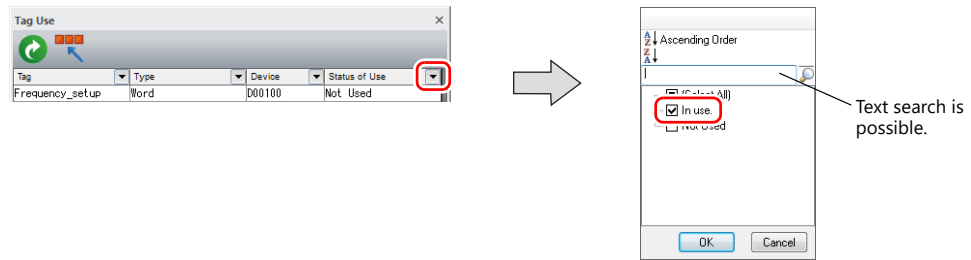 Tag Use
Tag Type Device Status of Use
Frequency_setup Word D00100 Not Used
Ascending Order
(Select All)
In use.
Not Used
OK Cancel
Text search is
possible.